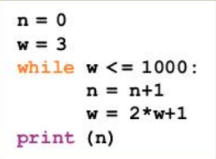 n = 0
w = 3
while w <= 1000:
        n = n+1
        w = 2*w+1
print (n)